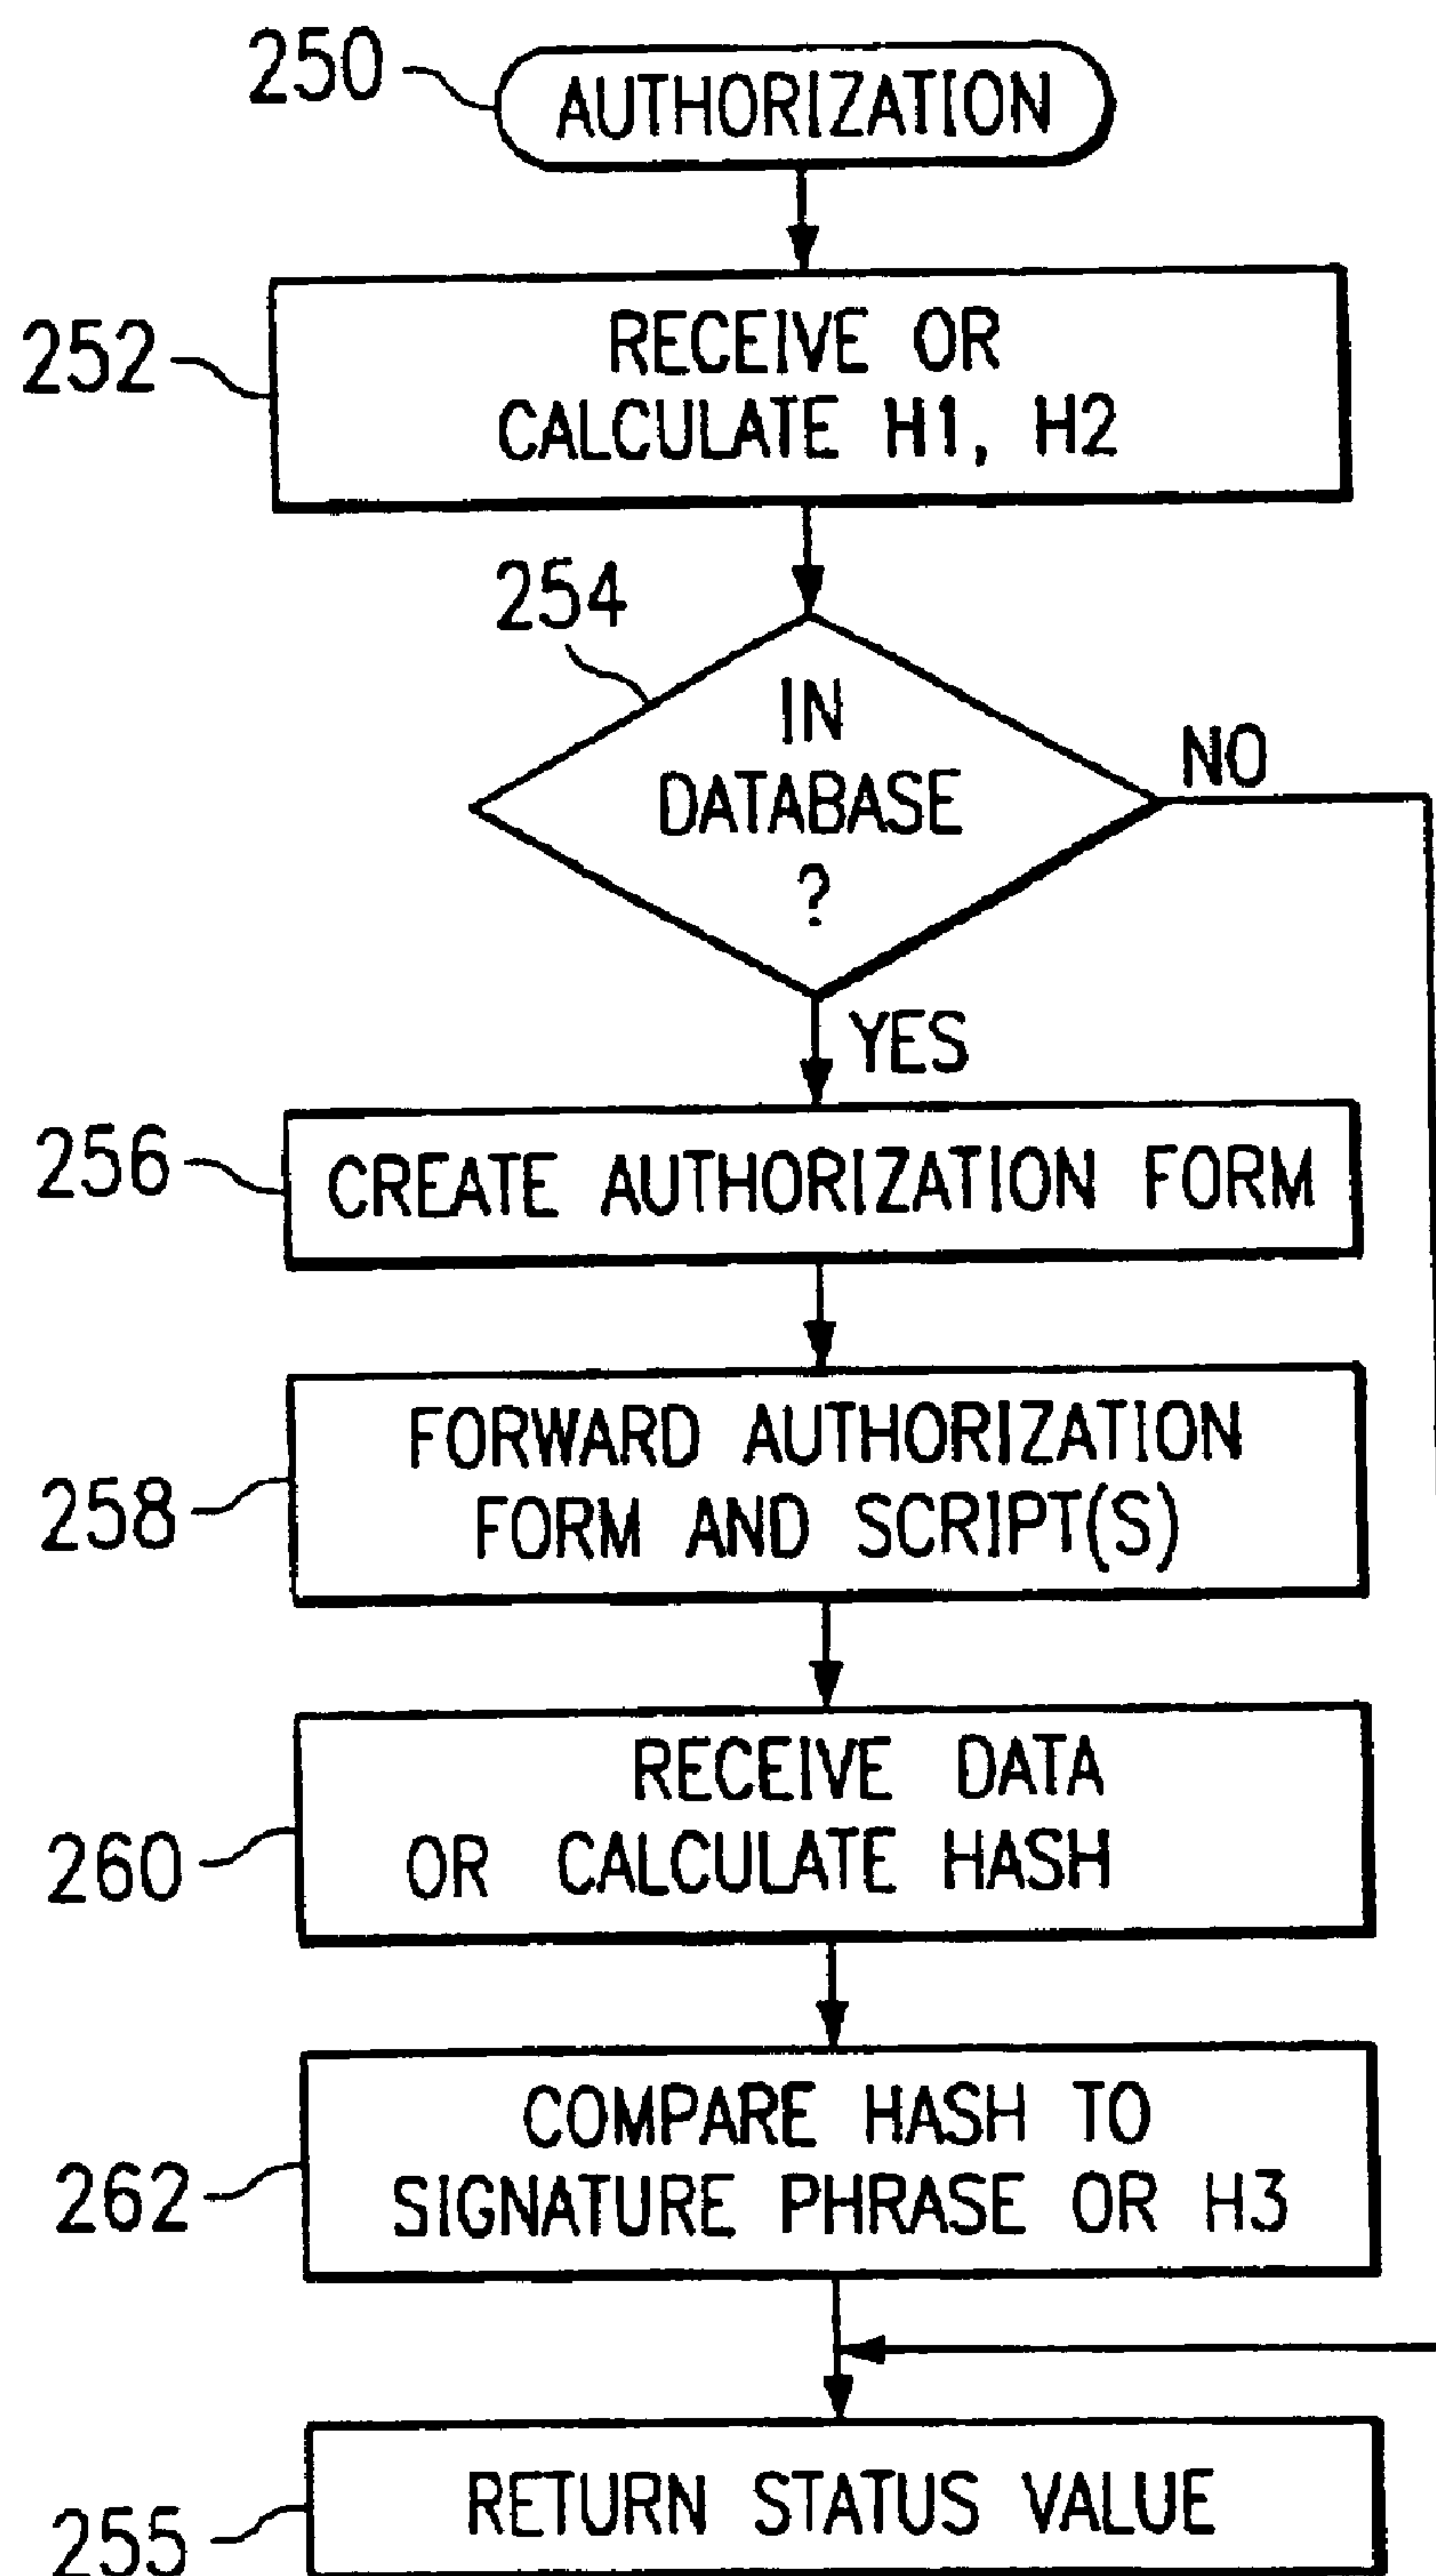 250
AUTHORIZATION
252
RECEIVE OR
CALCULATE H1, H2
254
IN
DATABASE
?
NO
YES
256
CREATE AUTHORIZATION FORM
258
FORWARD AUTHORIZATION
FORM AND SCRIPT(S)
260
RECEIVE DATA
OR CALCULATE HASH
262
COMPARE HASH TO
SIGNATURE PHRASE OR H3
255
RETURN STATUS VALUE